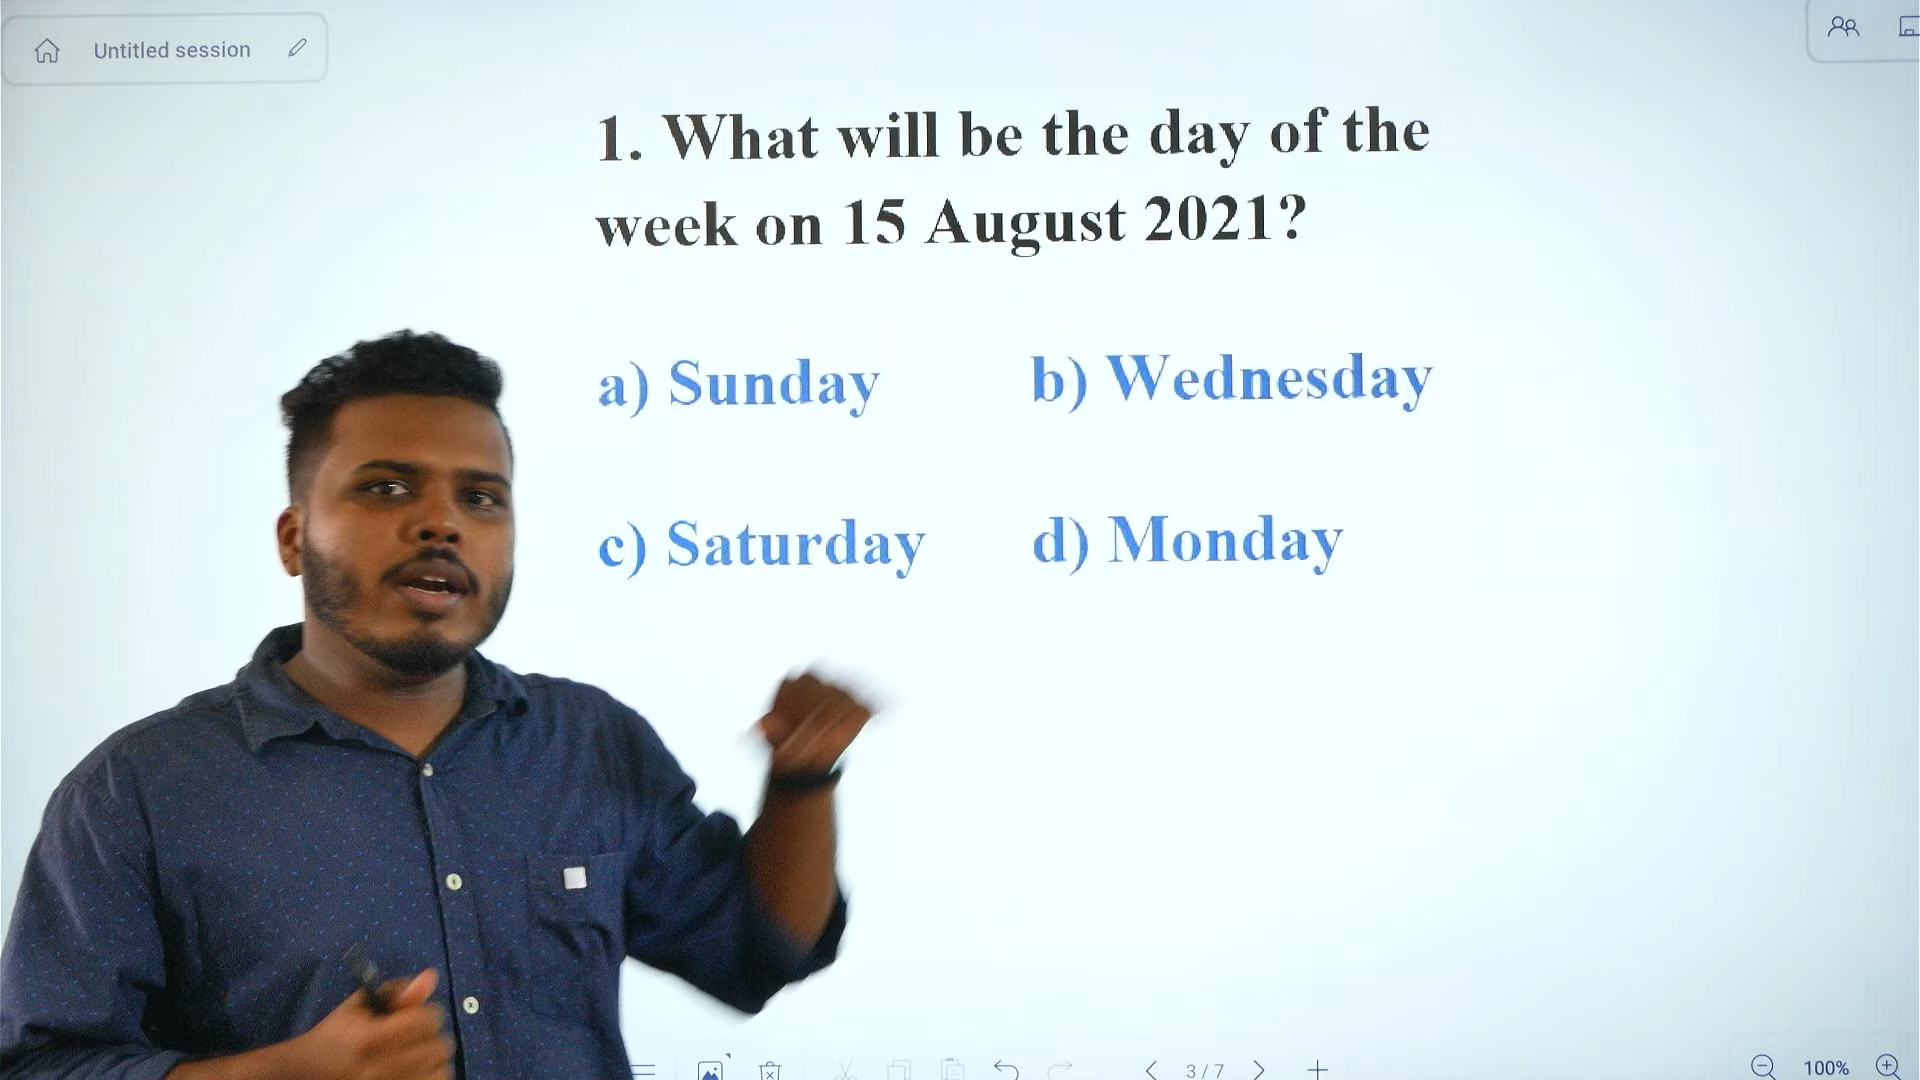 Untitled session
1. What will be the day of the
week on 15 August 2021?
a) Sunday b) Wednesday
c) Saturday d) Monday
3/7
100%